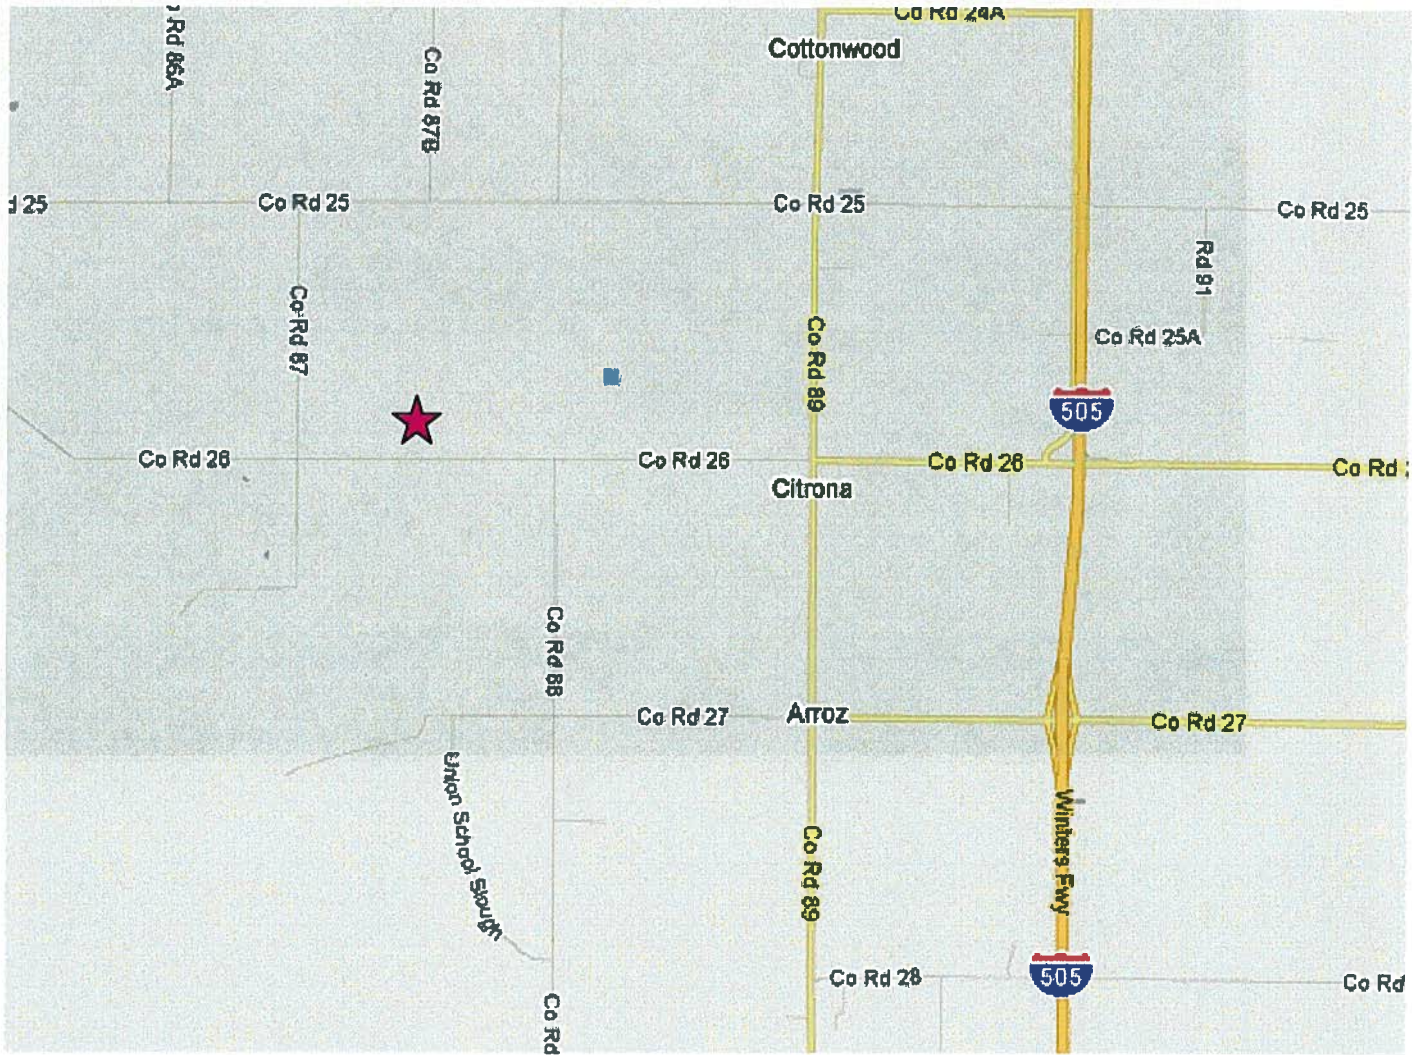 Co Rd 24A
Rd 86A
Co Rd 87B
Cottonwood
d 25
Co Rd 25
Co Rd 25
Co Rd 25
Rd 91
Co Rd 87
Co Rd 89
Co Rd 25A
505
Co Rd 26
Co Rd 26
Co Rd 26
Co Rd
Citrona
Co Rd 88
Co Rd 27
Arroz
Co Rd 27
Union School Slough
Co Rd 89
Winters Fwy
505
Co Rd 28
Co Rd
Co Rd